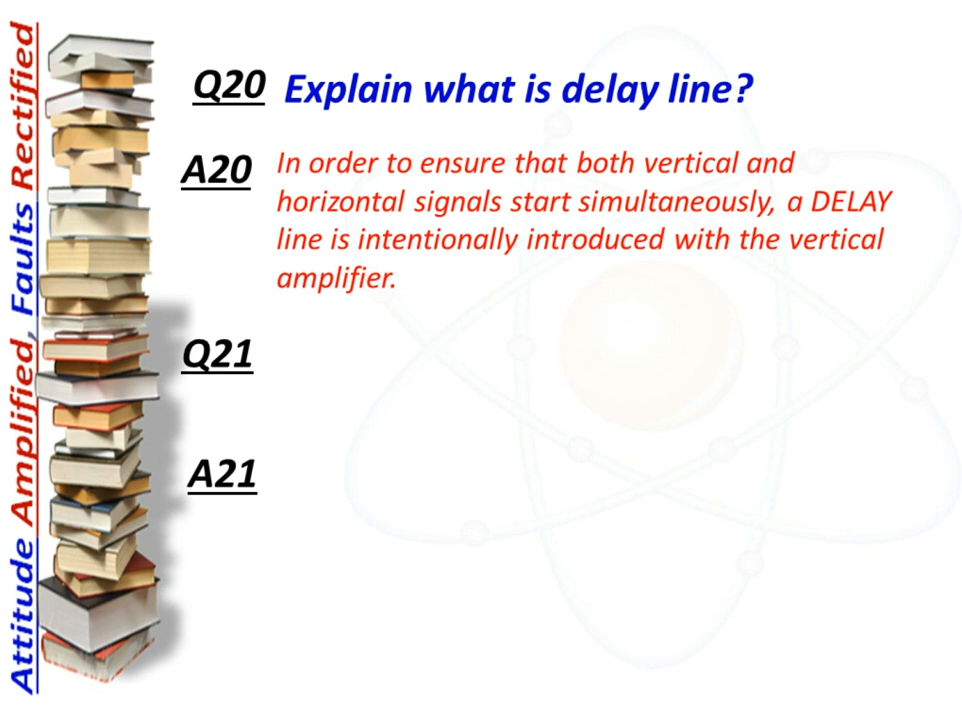 Attitude Amplified, Faults Rectified
Q20 Explain what is delay line?
A20 In order to ensure that both vertical and
horizontal signals start simultaneously, a DELAY
line is intentionally introduced with the vertical
amplifier.
Q21
A21